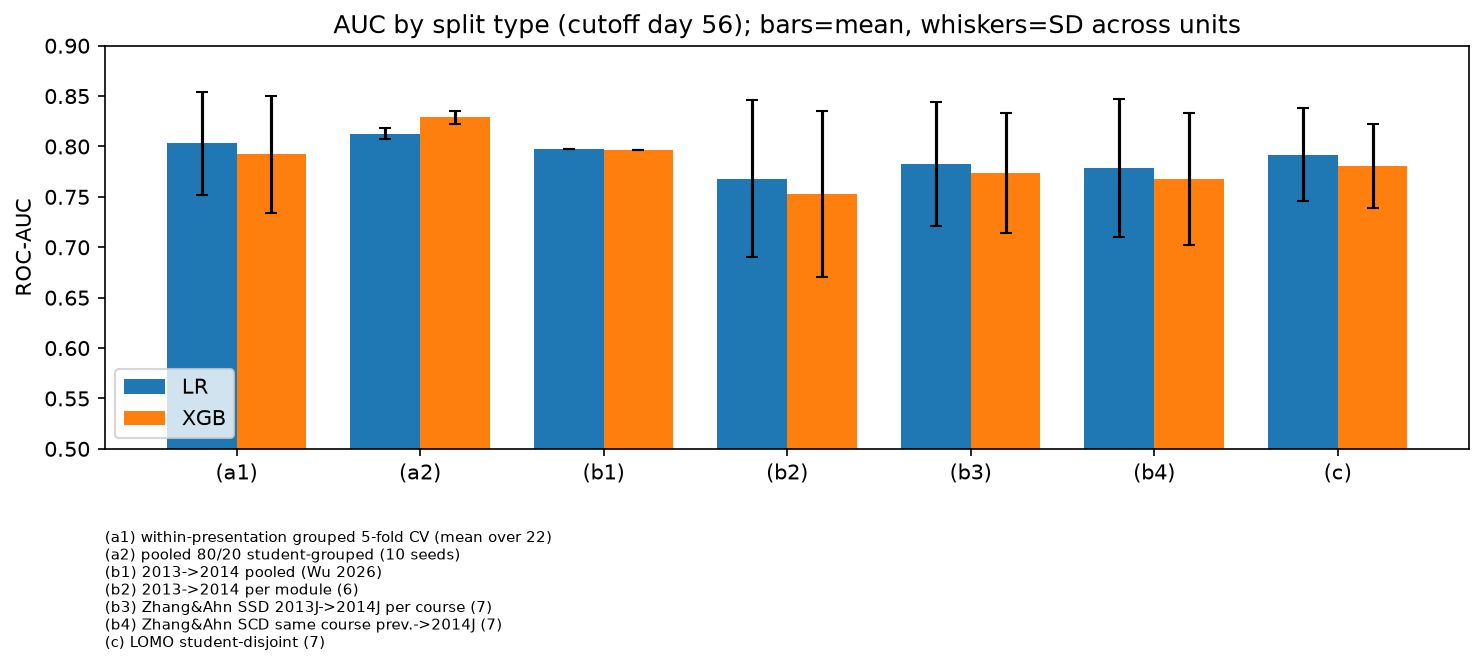 AUC by split type (cutoff day 56); bars=mean, whiskers=SD across units
ROC-AUC
0.90
0.85
0.80
0.75
0.70
0.65
0.60
0.55
0.50
LR
XGB
(a1) (a2) (b1) (b2) (b3) (b4) (c)
(a1) within-presentation grouped 5-fold CV (mean over 22)
(a2) pooled 80/20 student-grouped (10 seeds)
(b1) 2013->2014 pooled (Wu 2026)
(b2) 2013->2014 per module (6)
(b3) Zhang&Ahn SSD 2013J->2014J per course (7)
(b4) Zhang&Ahn SCD same course prev.->2014J (7)
(c) LOMO student-disjoint (7)